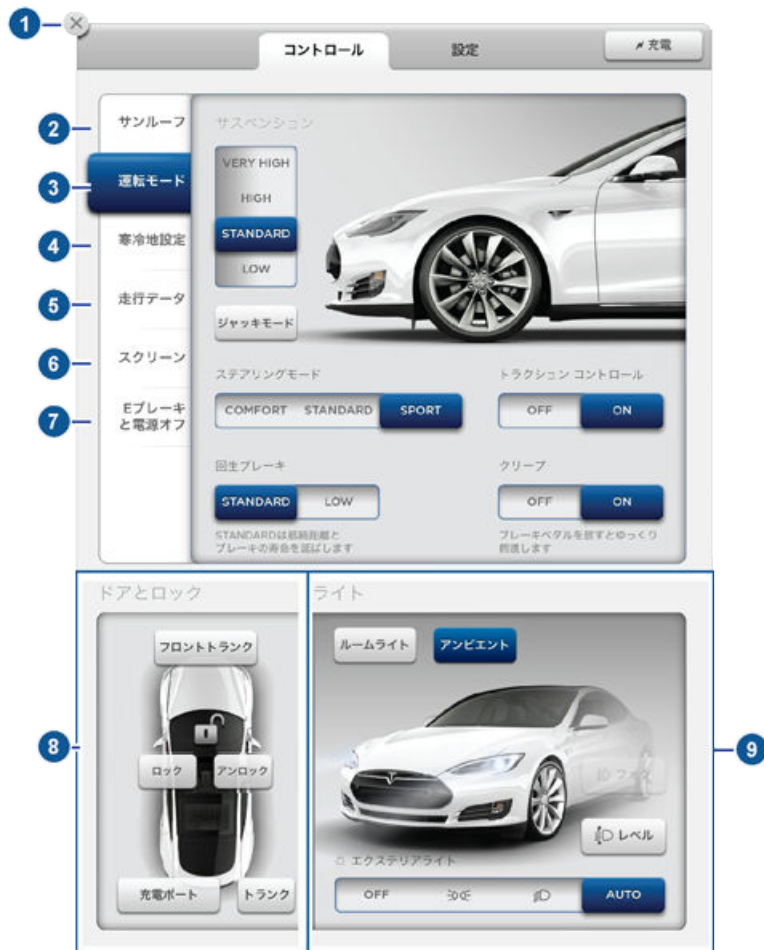 1
コントロール
設定
充電
2
サンルーフ
3
運転モード
4
寒冷地設定
5
走行データ
6
スクリーン
7
Eブレーキ
と電源オフ
サスペンション
VERY HIGH
HIGH
STANDARD
LOW
ジャッキモード
ステアリングモード
COMFORT STANDARD SPORT
トラクション コントロール
OFF ON
回生ブレーキ
STANDARD LOW
STANDARDは航続距離と
ブレーキの寿命を延ばします
クリープ
OFF ON
ブレーキペダルを放すとゆっくり
前進します
8
ドアとロック
フロントトランク
ロック
アンロック
充電ポート
トランク
9
ライト
ルームライト
アンビエント
フォグ
レベル
エクステリアライト
OFF
AUTO